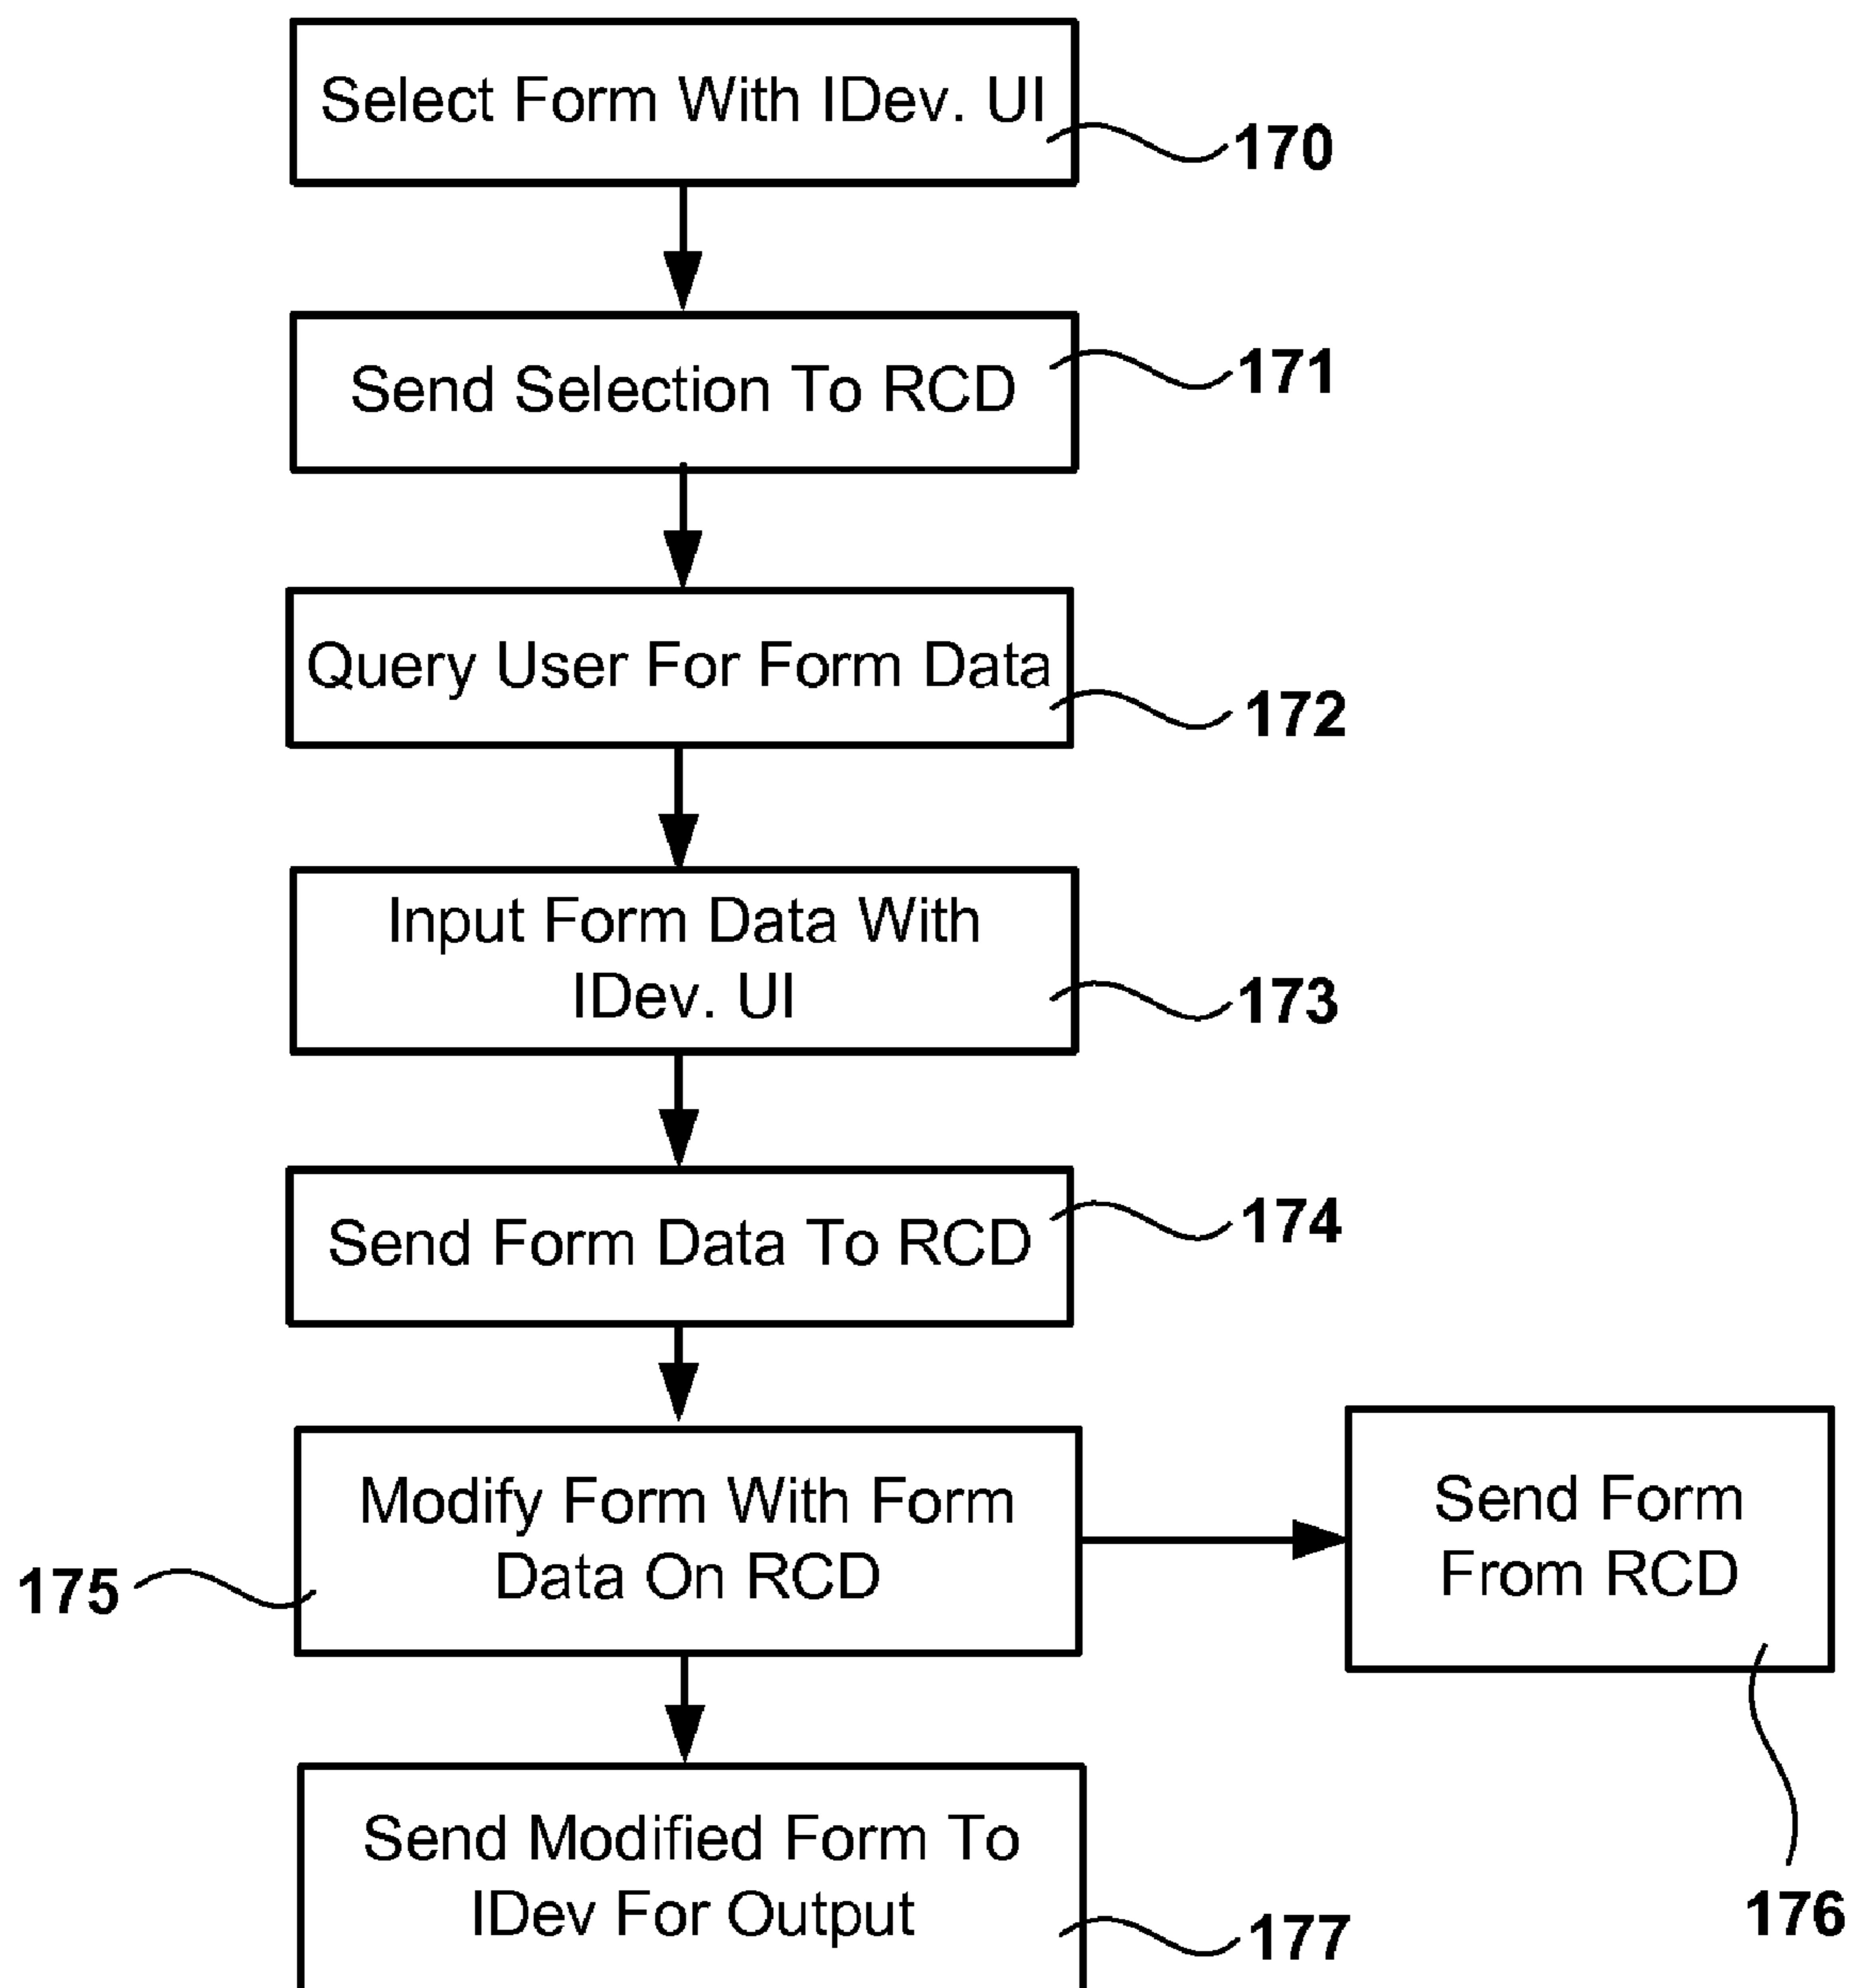 Select Form With IDev. UI
170
Send Selection To RCD
171
Query User For Form Data
172
Input Form Data With
IDev. UI
173
Send Form Data To RCD
174
Modify Form With Form
Data On RCD
175
Send Form
From RCD
176
Send Modified Form To
IDev For Output
177